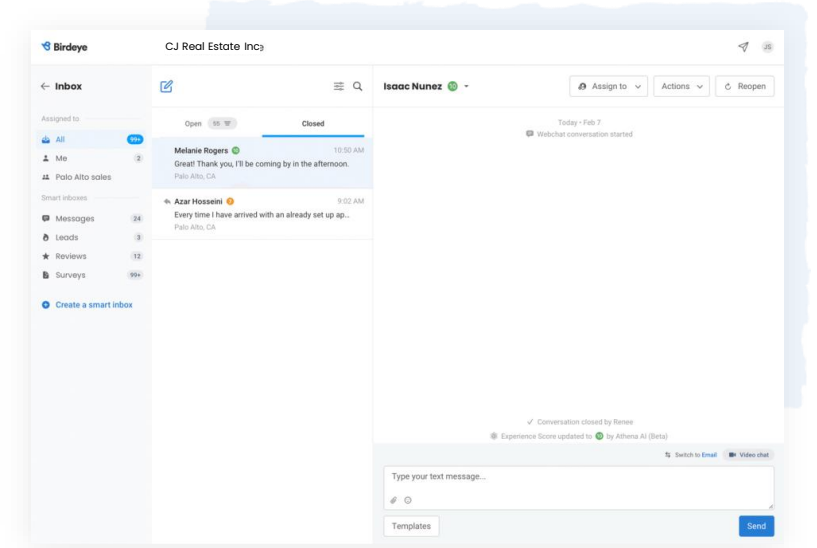 Birdeye
CJ Real Estate Inc
JS
Inbox
Isaac Nunez 10
Assign to
Actions
Reopen
Assigned to
All 99+
Me 2
Palo Alto sales
Smart inboxes
Messages 24
Leads 3
Reviews 12
Surveys 99+
Create a smart inbox
Open 55
Closed
Melanie Rogers 10 10:50 AM
Great! Thank you, I'll be coming by in the afternoon.
Palo Alto, CA
Azar Hosseini 9:02 AM
Every time I have arrived with an already set up ap..
Palo Alto, CA
Today • Feb 7
Webchat conversation started
Conversation closed by Renee
Experience Score updated to 10 by Athena AI (Beta)
Switch to Email
Video chat
Type your text message...
Templates
Send